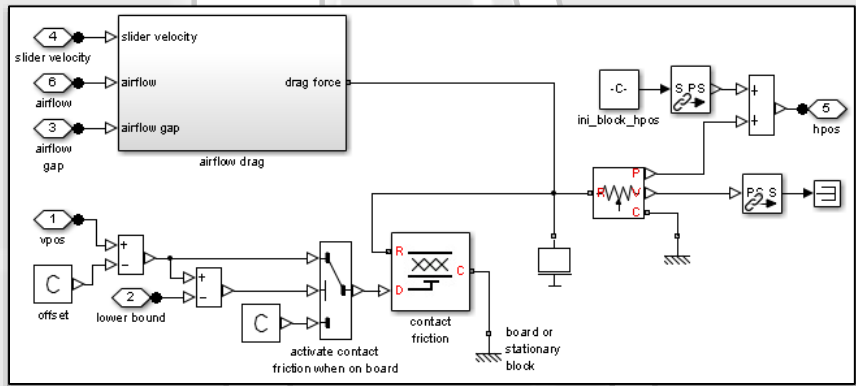 4
slider velocity
slider velocity
6
airflow
airflow
3
airflow
gap
airflow gap
drag force
airflow drag
-C-
ini_block_hpos
S PS
+
+
5
hpos
R
P
V
C
PS S
1
vpos
+
-
C
offset
2
lower bound
+
-
C
activate contact
friction when on board
R
D
C
contact
friction
board or
stationary
block